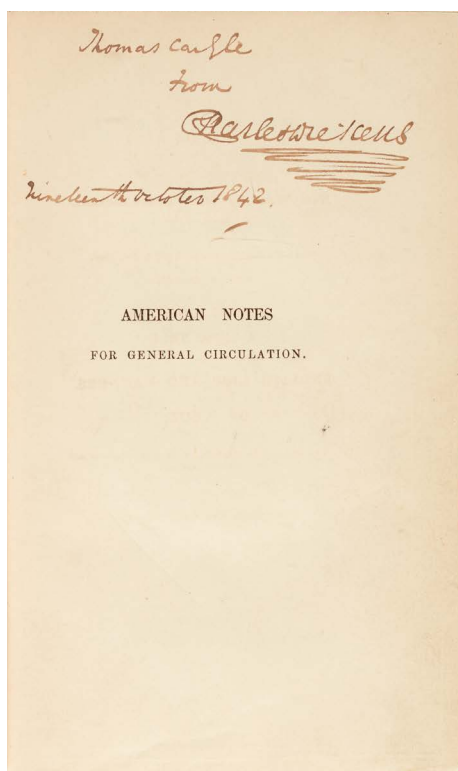 Thomas Carlyle
From
Charles Dickens
Nineteenth October 1842.
AMERICAN NOTES
FOR GENERAL CIRCULATION.